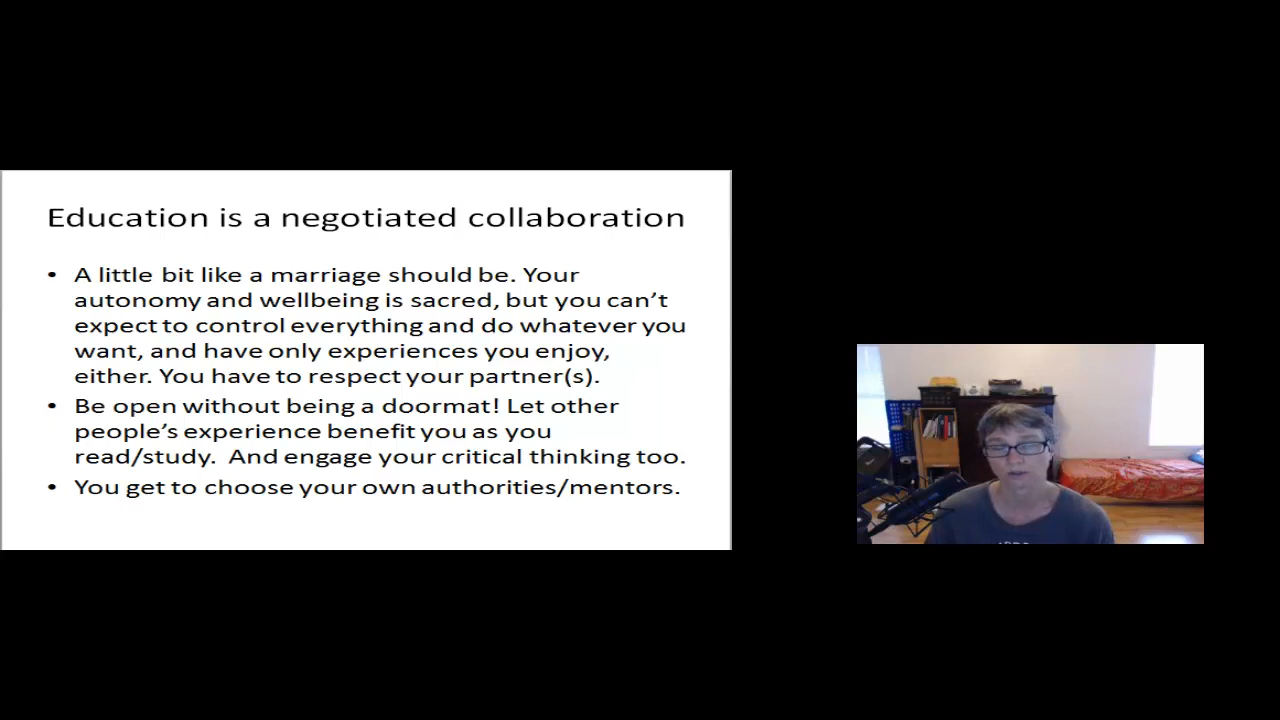 Education is a negotiated collaboration
• A little bit like a marriage should be. Your
autonomy and wellbeing is sacred, but you can't
expect to control everything and do whatever you
want, and have only experiences you enjoy,
either. You have to respect your partner(s).
• Be open without being a doormat! Let other
people's experience benefit you as you
read/study.  And engage your critical thinking too.
• You get to choose your own authorities/mentors.